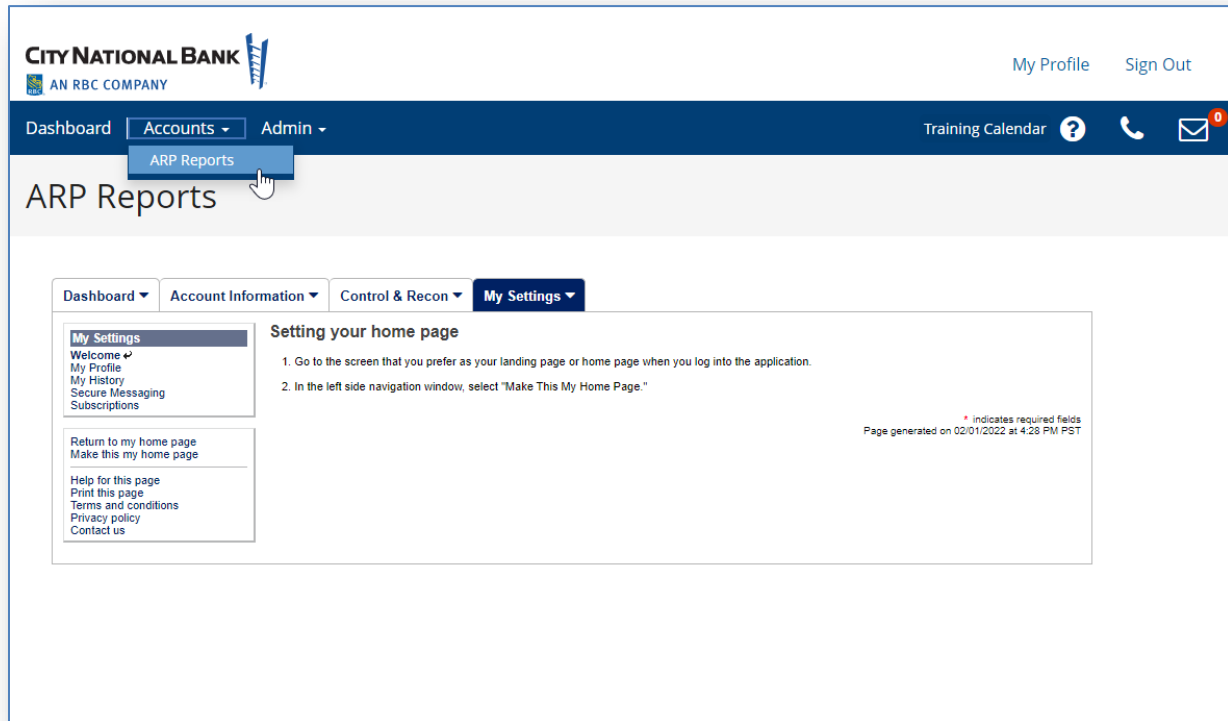 CITY NATIONAL BANK
RBC AN RBC COMPANY
My Profile Sign Out
Dashboard Accounts Admin Training Calendar ? 0
ARP Reports
ARP Reports
Dashboard Account Information Control & Recon My Settings
My Settings
Welcome
My Profile
My History
Secure Messaging
Subscriptions
Return to my home page
Make this my home page
Help for this page
Print this page
Terms and conditions
Privacy policy
Contact us
Setting your home page
1. Go to the screen that you prefer as your landing page or home page when you log into the application.
2. In the left side navigation window, select "Make This My Home Page."
* indicates required fields
Page generated on 02/01/2022 at 4:28 PM PST